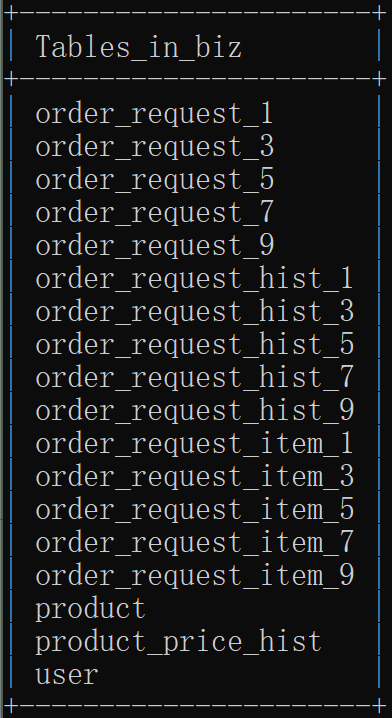 +----------------------+
| Tables_in_biz |
+----------------------+
| order_request_1 |
| order_request_3 |
| order_request_5 |
| order_request_7 |
| order_request_9 |
| order_request_hist_1 |
| order_request_hist_3 |
| order_request_hist_5 |
| order_request_hist_7 |
| order_request_hist_9 |
| order_request_item_1 |
| order_request_item_3 |
| order_request_item_5 |
| order_request_item_7 |
| order_request_item_9 |
| product |
| product_price_hist |
| user |
+----------------------+